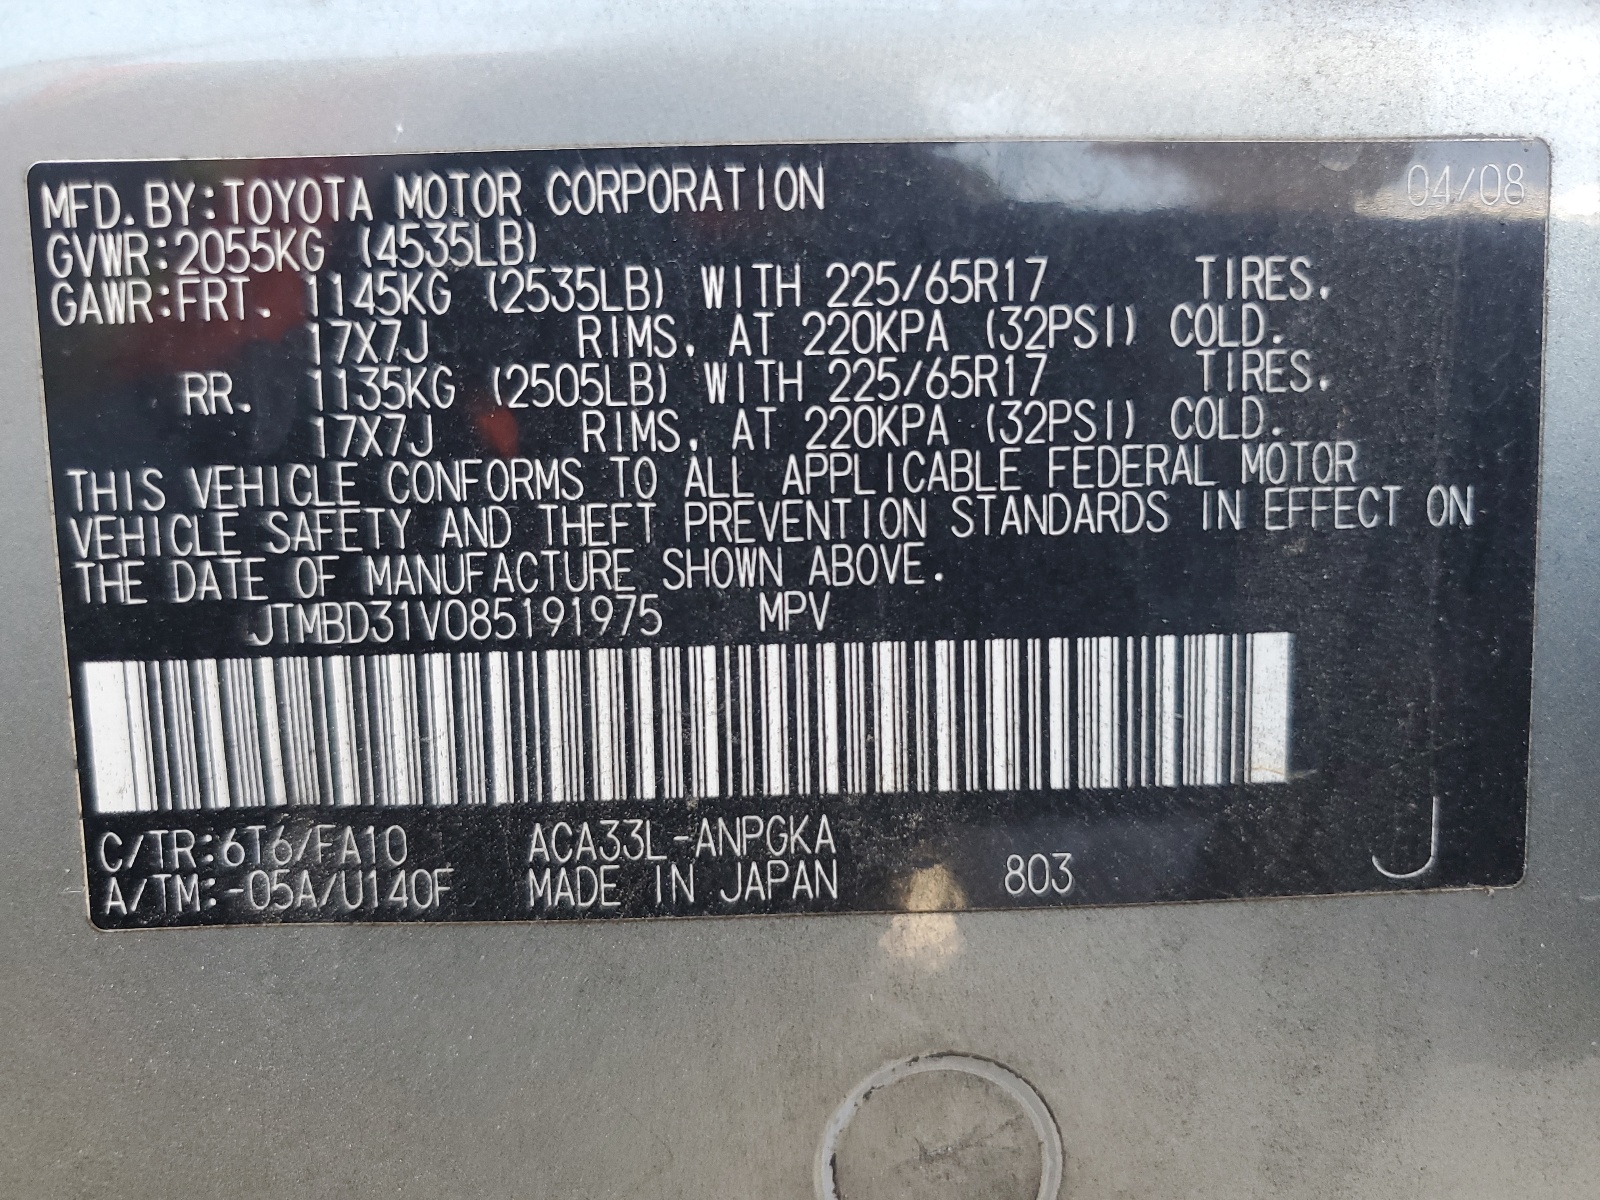 MFD. BY: TOYOTA MOTOR CORPORATION 04/08
GVWR: 2055KG (4535LB)
GAWR: FRT. 1145KG (2535LB) WITH 225/65R17 TIRES,
17X7J RIMS, AT 220KPA (32PSI) COLD.
RR. 1135KG (2505LB) WITH 225/65R17 TIRES,
17X7J RIMS, AT 220KPA (32PSI) COLD.
THIS VEHICLE CONFORMS TO ALL APPLICABLE FEDERAL MOTOR
VEHICLE SAFETY AND THEFT PREVENTION STANDARDS IN EFFECT ON
THE DATE OF MANUFACTURE SHOWN ABOVE.
JTMBD31V085191975 MPV
C/TR: 6T6/FA10 ACA33L-ANPGKA
A/TM: -05A/U140F MADE IN JAPAN 803 J